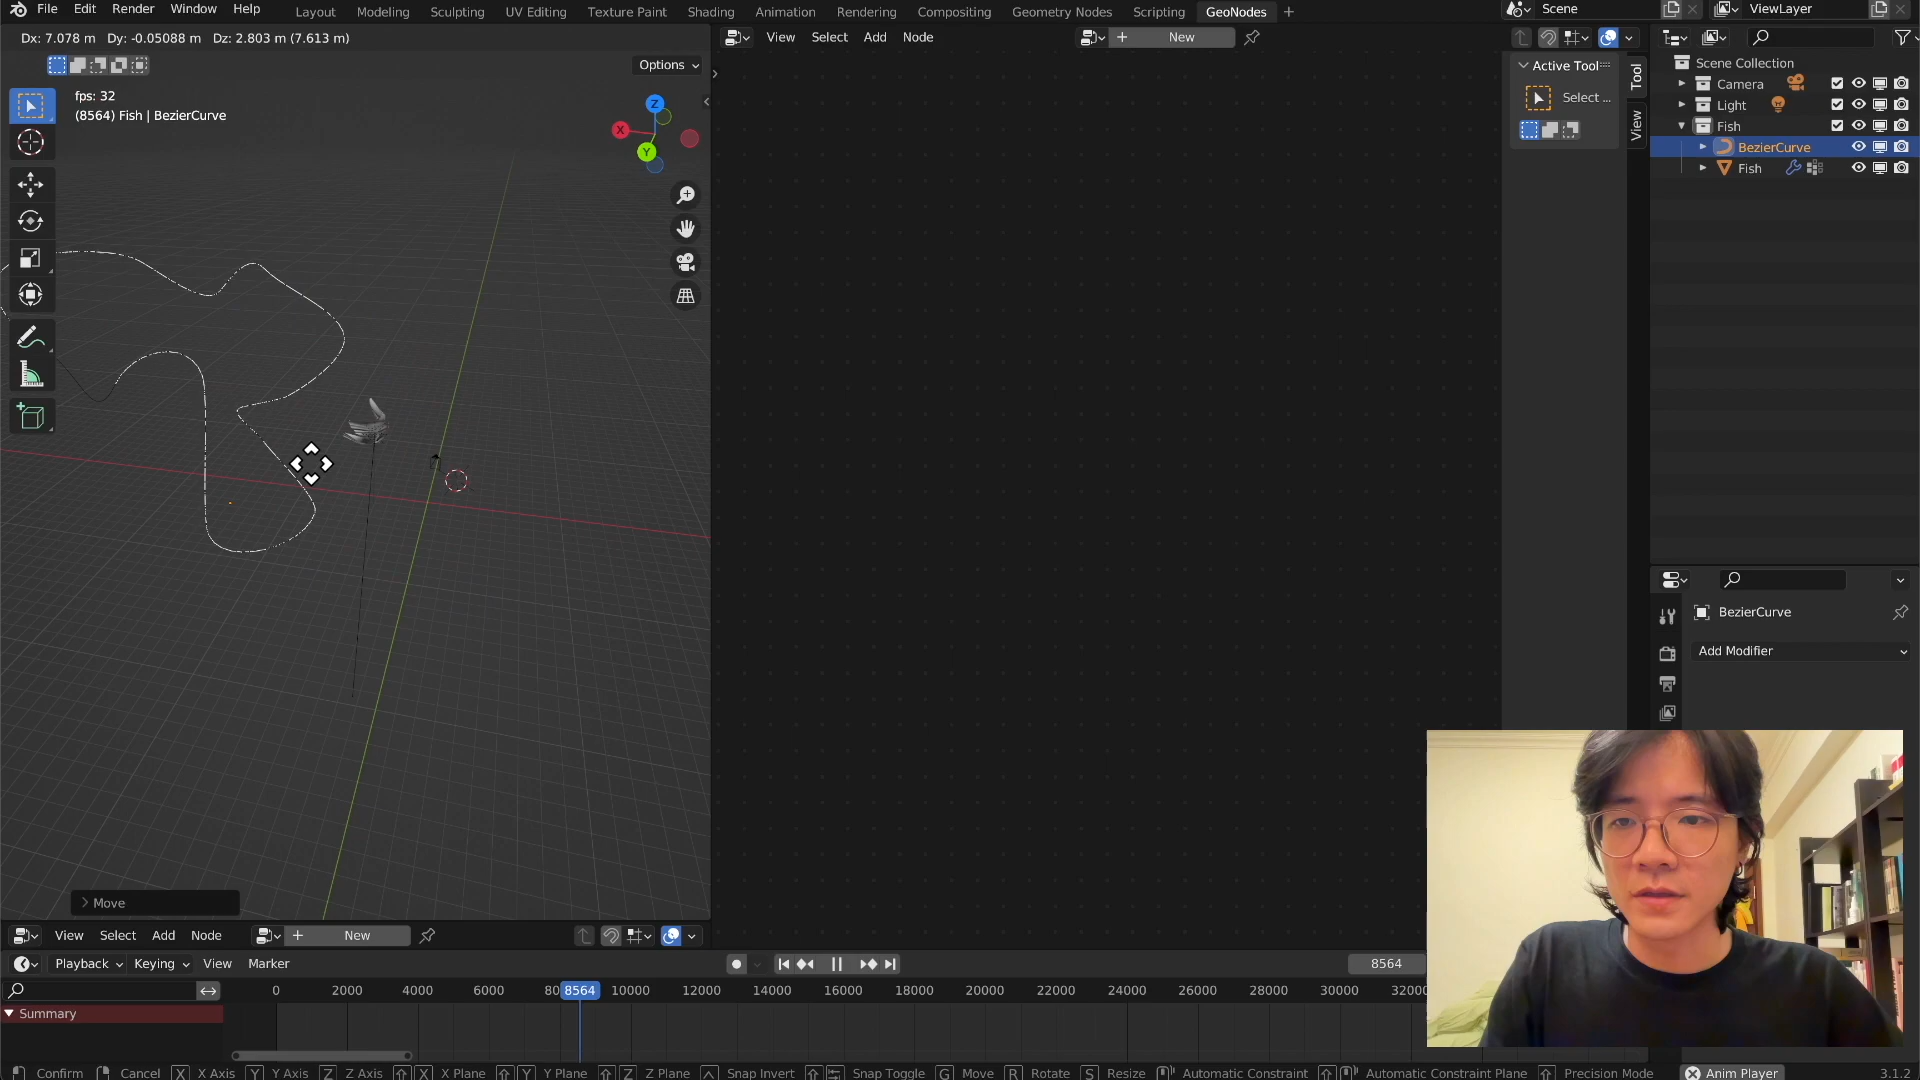 File Edit Render Window Help Layout Modeling Sculpting UV Editing Texture Paint Shading Animation Rendering Compositing Geometry Nodes Scripting GeoNodes + Scene ViewLayer
Dx: 7.078 m Dy: -0.05088 m Dz: 2.803 m (7.613 m)
View Select Add Node + New
Options
fps: 32
(8564) Fish | BezierCurve
Z
X
Y
Active Tool
Select ...
Tool
View
Scene Collection
Camera
Light
Fish
BezierCurve
Fish
BezierCurve
Add Modifier
> Move
View Select Add Node + New
Playback Keying View Marker 8564
0 2000 4000 6000 80 8564 10000 12000 14000 16000 18000 20000 22000 24000 26000 28000 30000 32000
Summary
Confirm Cancel X X Axis Y Y Axis Z Z Axis X X Plane Y Y Plane Z Z Plane Snap Invert Snap Toggle G Move R Rotate S Resize Automatic Constraint Automatic Constraint Plane Precision Mode Anim Player 3.1.2